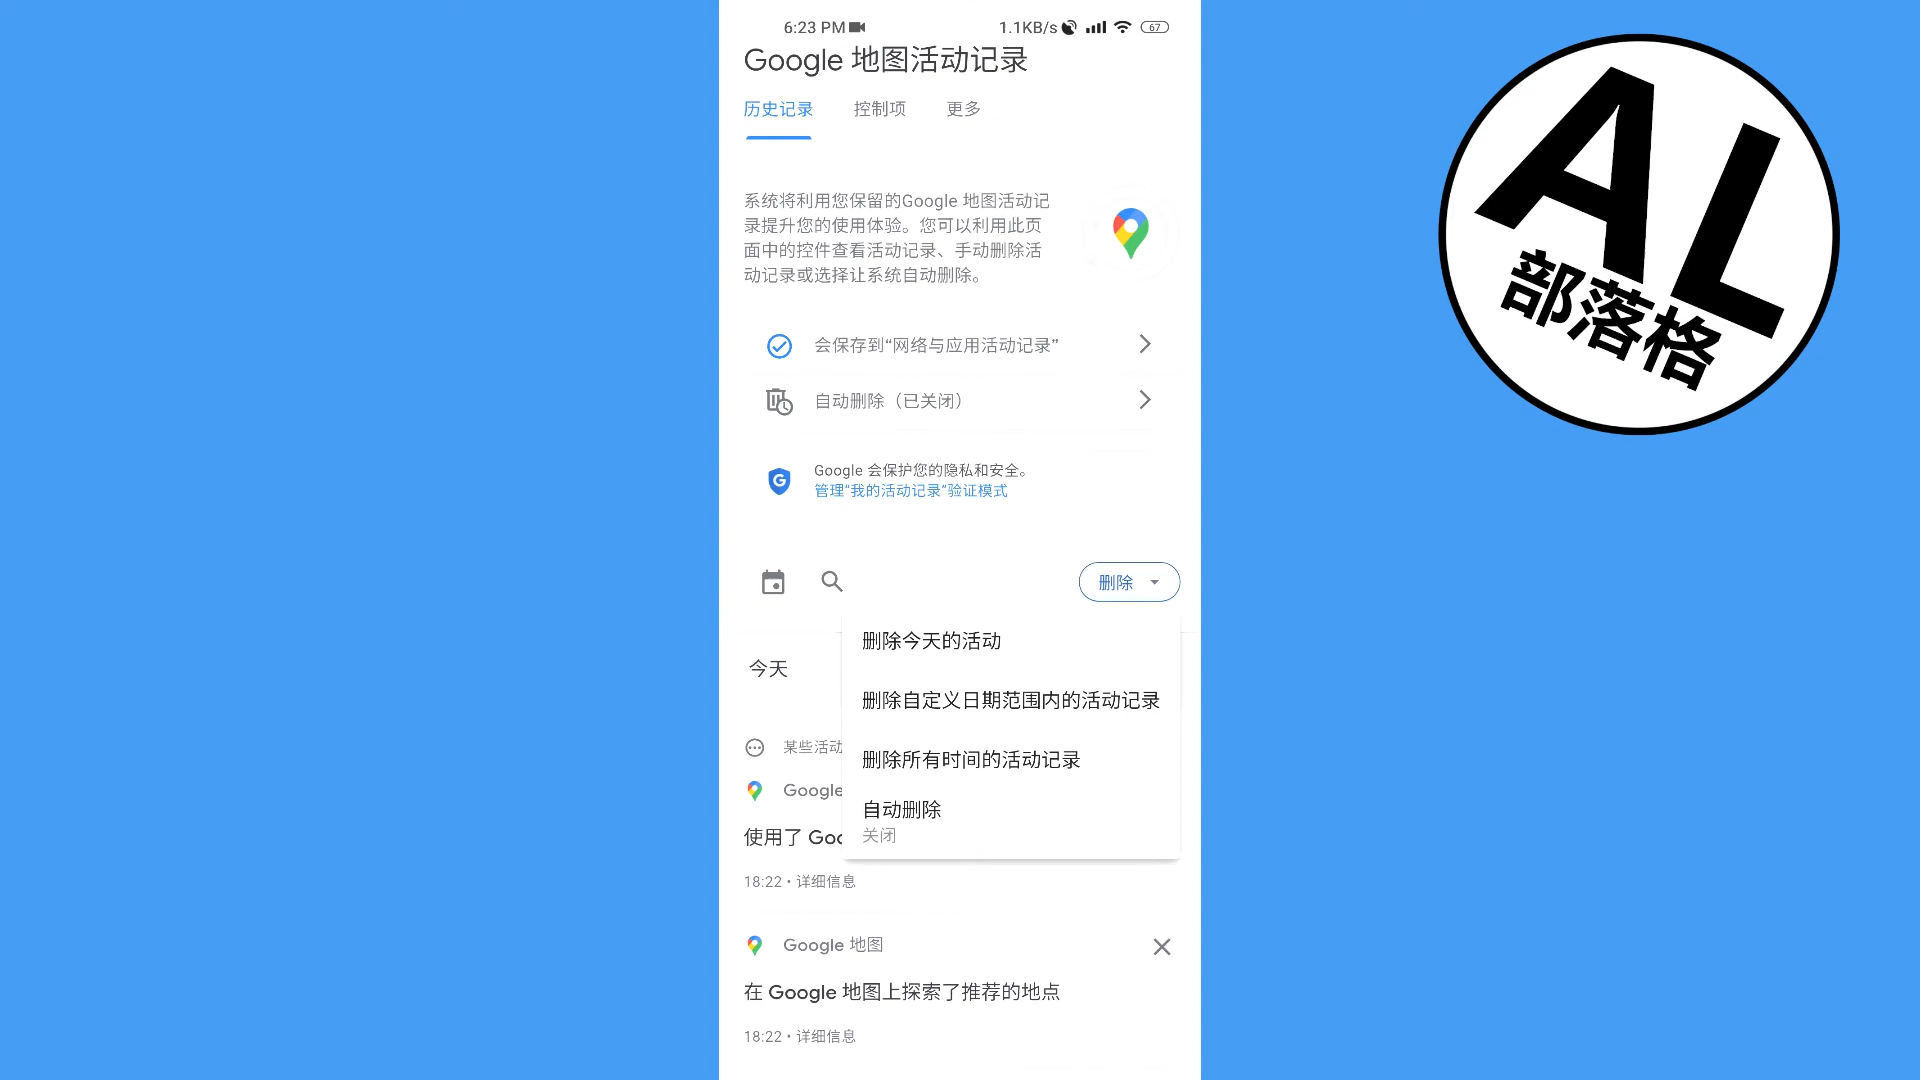 6:23 PM
1.1KB/s
67
Google 地图活动记录
历史记录
控制项
更多
系统将利用您保留的Google 地图活动记
录提升您的使用体验。您可以利用此页
面中的控件查看活动记录、手动删除活
动记录或选择让系统自动删除。
会保存到“网络与应用活动记录”
自动删除（已关闭）
Google 会保护您的隐私和安全。
管理“我的活动记录”验证模式
删除
删除今天的活动
今天
删除自定义日期范围内的活动记录
某些活动
删除所有时间的活动记录
Google
自动删除
关闭
使用了 Goo
18:22 • 详细信息
Google 地图
在 Google 地图上探索了推荐的地点
18:22 • 详细信息
AL
部落格